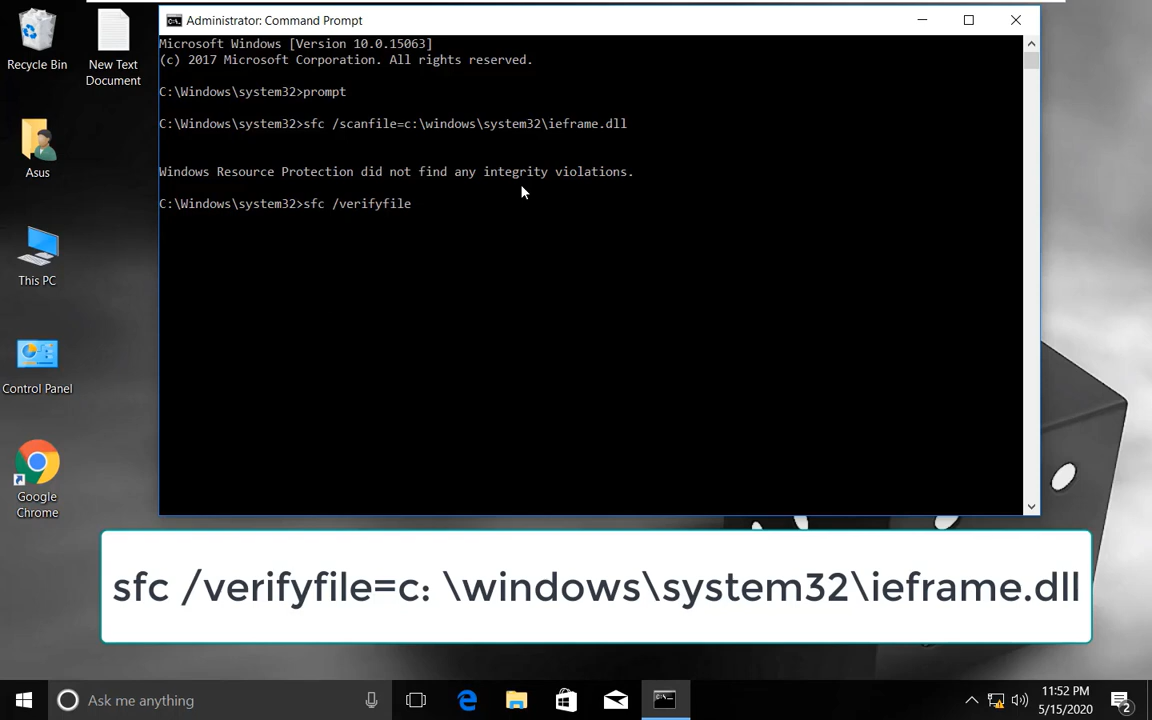 Administrator: Command Prompt
Microsoft Windows [Version 10.0.15063]
(c) 2017 Microsoft Corporation. All rights reserved.
C:\Windows\system32>prompt
C:\Windows\system32>sfc /scanfile=c:\windows\system32\ieframe.dll
Windows Resource Protection did not find any integrity violations.
C:\Windows\system32>sfc /verifyfile
Recycle Bin
New Text
Document
Asus
This PC
Control Panel
Google
Chrome
sfc /verifyfile=c: \windows\system32\ieframe.dll
Ask me anything
11:52 PM
5/15/2020
2